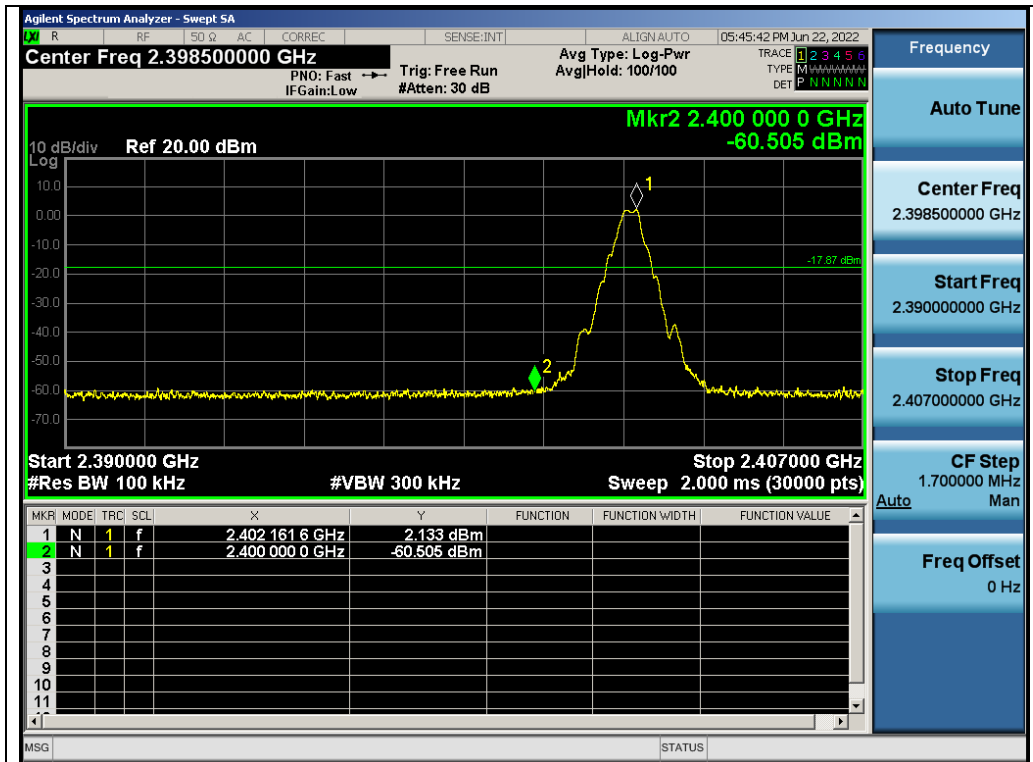 Agilent Spectrum Analyzer - Swept SA
LXI R RF 50 Ω AC CORREC SENSE:INT ALIGN AUTO 05:45:42 PM Jun 22, 2022
Center Freq 2.398500000 GHz Avg Type: Log-Pwr TRACE 1 2 3 4 5 6
PNO: Fast Trig: Free Run Avg|Hold: 100/100 TYPE M W W W W W
IFGain:Low #Atten: 30 dB DET P N N N N N
Mkr2 2.400 000 0 GHz
10 dB/div Ref 20.00 dBm -60.505 dBm
Log
10.0
0.00
-10.0
-20.0
-30.0
-40.0
-50.0
-60.0
-70.0
1
-17.87 dBm
2
Start 2.390000 GHz Stop 2.407000 GHz
#Res BW 100 kHz #VBW 300 kHz Sweep 2.000 ms (30000 pts)
MKR MODE TRC SCL X Y FUNCTION FUNCTION WIDTH FUNCTION VALUE
1 N 1 f 2.402 161 6 GHz 2.133 dBm
2 N 1 f 2.400 000 0 GHz -60.505 dBm
3
4
5
6
7
8
9
10
11
MSG STATUS
Frequency
Auto Tune
Center Freq
2.398500000 GHz
Start Freq
2.390000000 GHz
Stop Freq
2.407000000 GHz
CF Step
1.700000 MHz
Auto Man
Freq Offset
0 Hz